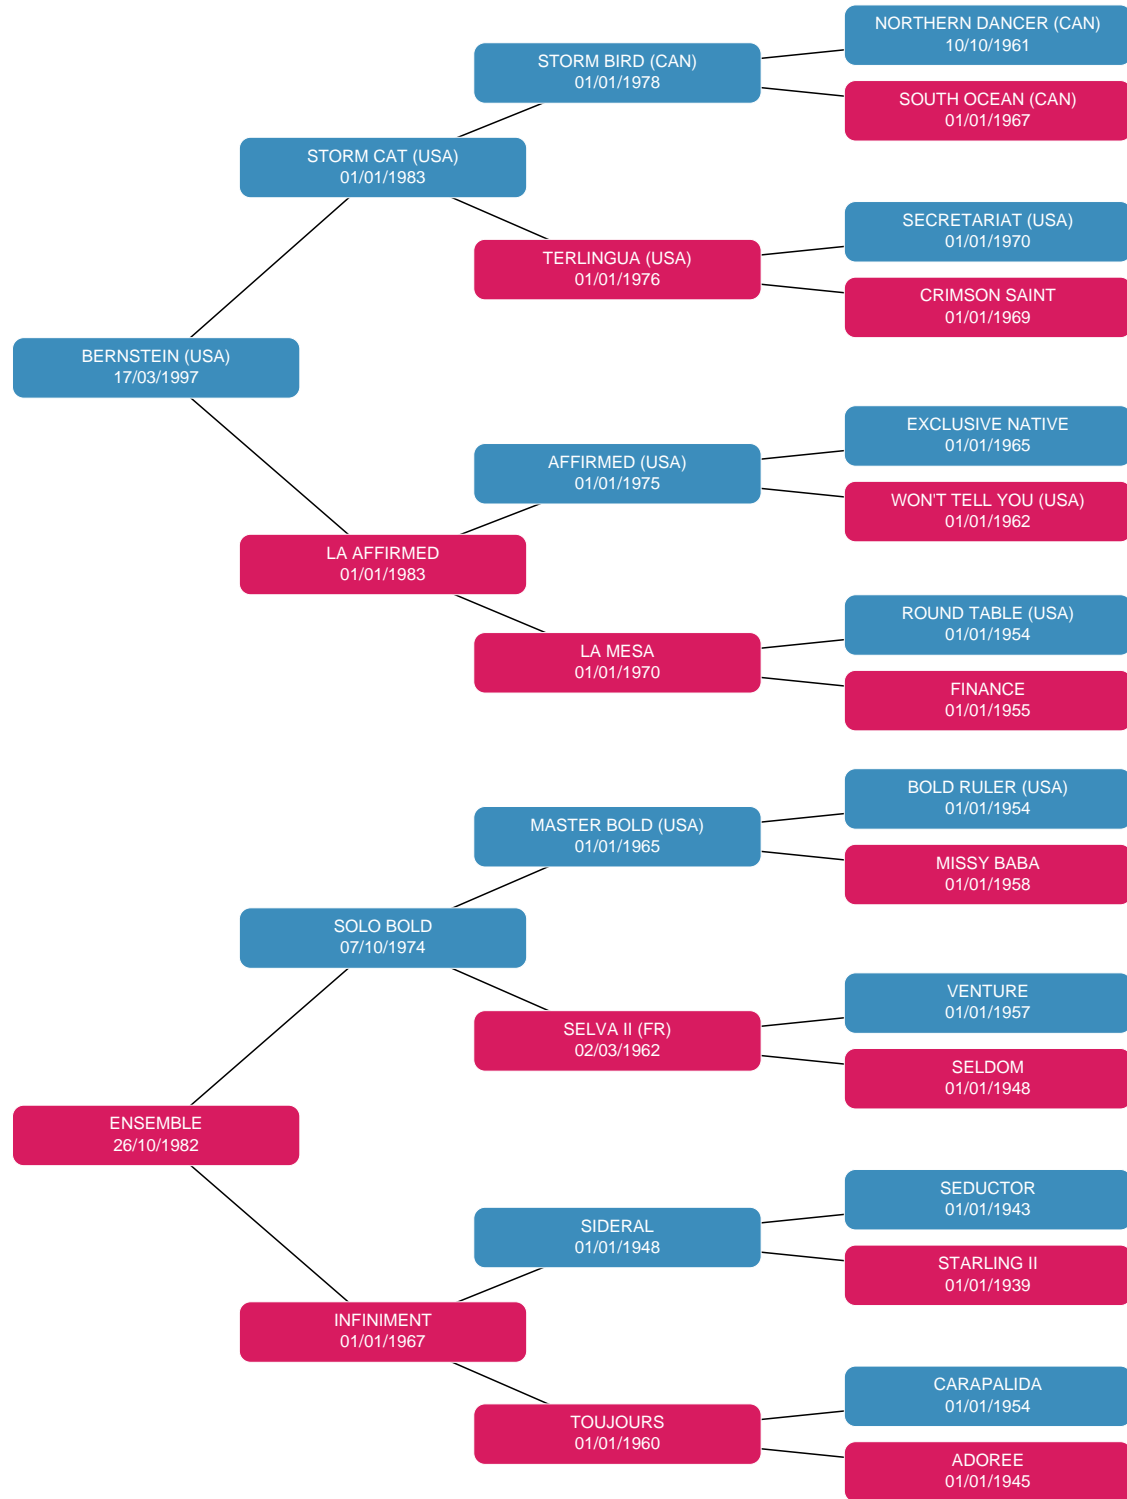 NORTHERN DANCER (CAN)
10/10/1961
STORM BIRD (CAN)
01/01/1978
SOUTH OCEAN (CAN)
01/01/1967
STORM CAT (USA)
01/01/1983
SECRETARIAT (USA)
01/01/1970
TERLINGUA (USA)
01/01/1976
CRIMSON SAINT
01/01/1969
BERNSTEIN (USA)
17/03/1997
EXCLUSIVE NATIVE
01/01/1965
AFFIRMED (USA)
01/01/1975
WON'T TELL YOU (USA)
01/01/1962
LA AFFIRMED
01/01/1983
ROUND TABLE (USA)
01/01/1954
LA MESA
01/01/1970
FINANCE
01/01/1955
BOLD RULER (USA)
01/01/1954
MASTER BOLD (USA)
01/01/1965
MISSY BABA
01/01/1958
SOLO BOLD
07/10/1974
VENTURE
01/01/1957
SELVA II (FR)
02/03/1962
SELDOM
01/01/1948
ENSEMBLE
26/10/1982
SEDUCTOR
01/01/1943
SIDERAL
01/01/1948
STARLING II
01/01/1939
INFINIMENT
01/01/1967
CARAPALIDA
01/01/1954
TOUJOURS
01/01/1960
ADOREE
01/01/1945